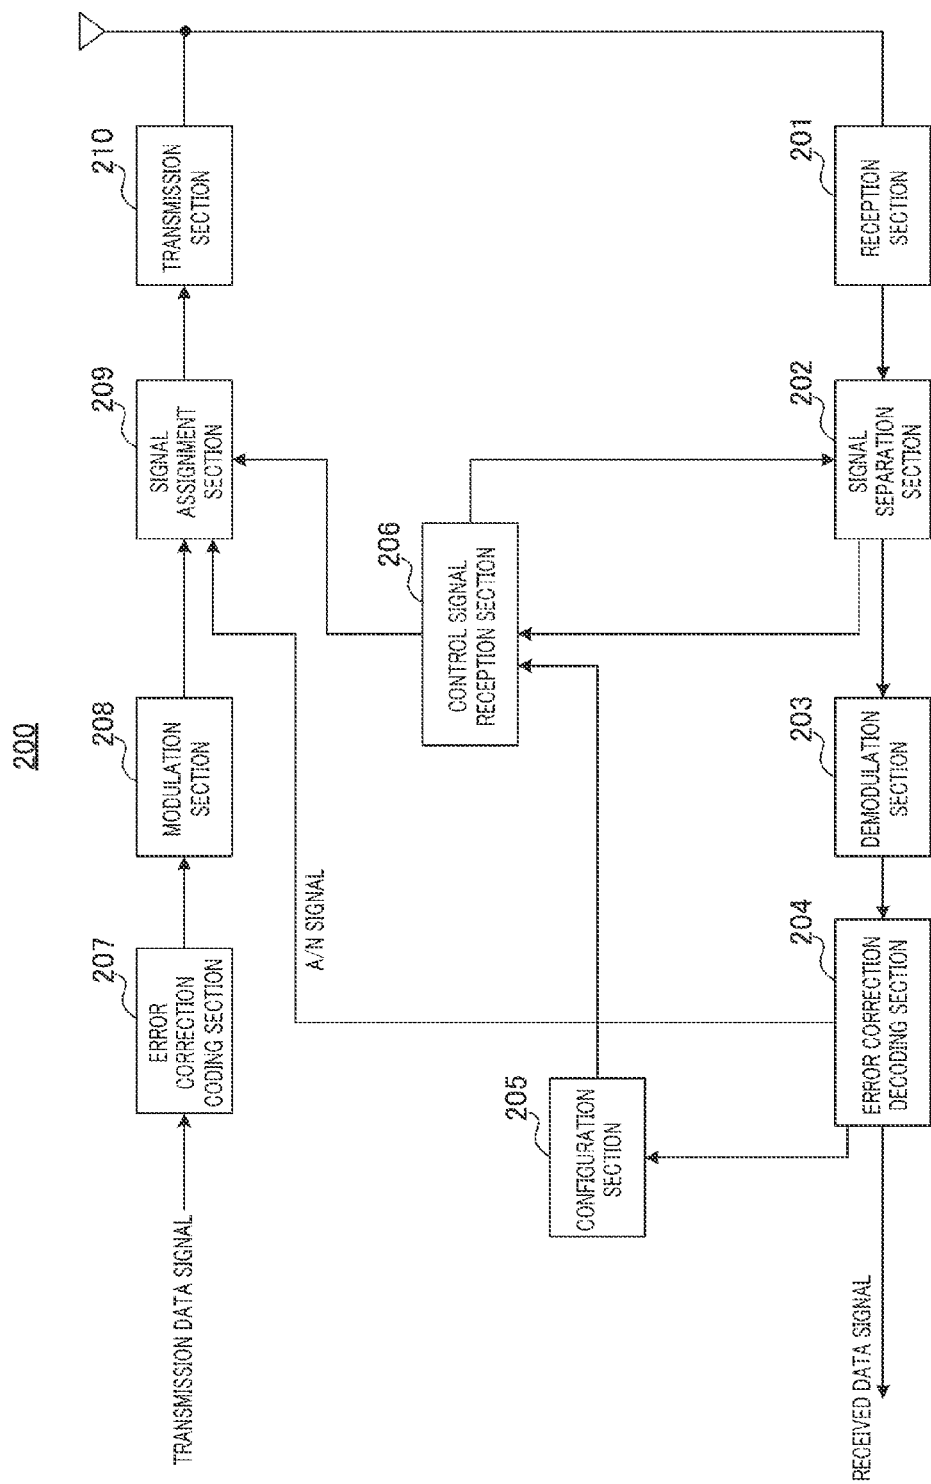 200
TRANSMISSION DATA SIGNAL
207
ERROR
CORRECTION
CODING SECTION
208
MODULATION
SECTION
209
SIGNAL
ASSIGNMENT
SECTION
210
TRANSMISSION
SECTION
A/N SIGNAL
206
CONTROL SIGNAL
RECEPTION SECTION
205
CONFIGURATION
SECTION
RECEIVED DATA SIGNAL
204
ERROR CORRECTION
DECODING SECTION
203
DEMODULATION
SECTION
202
SIGNAL
SEPARATION
SECTION
201
RECEPTION
SECTION